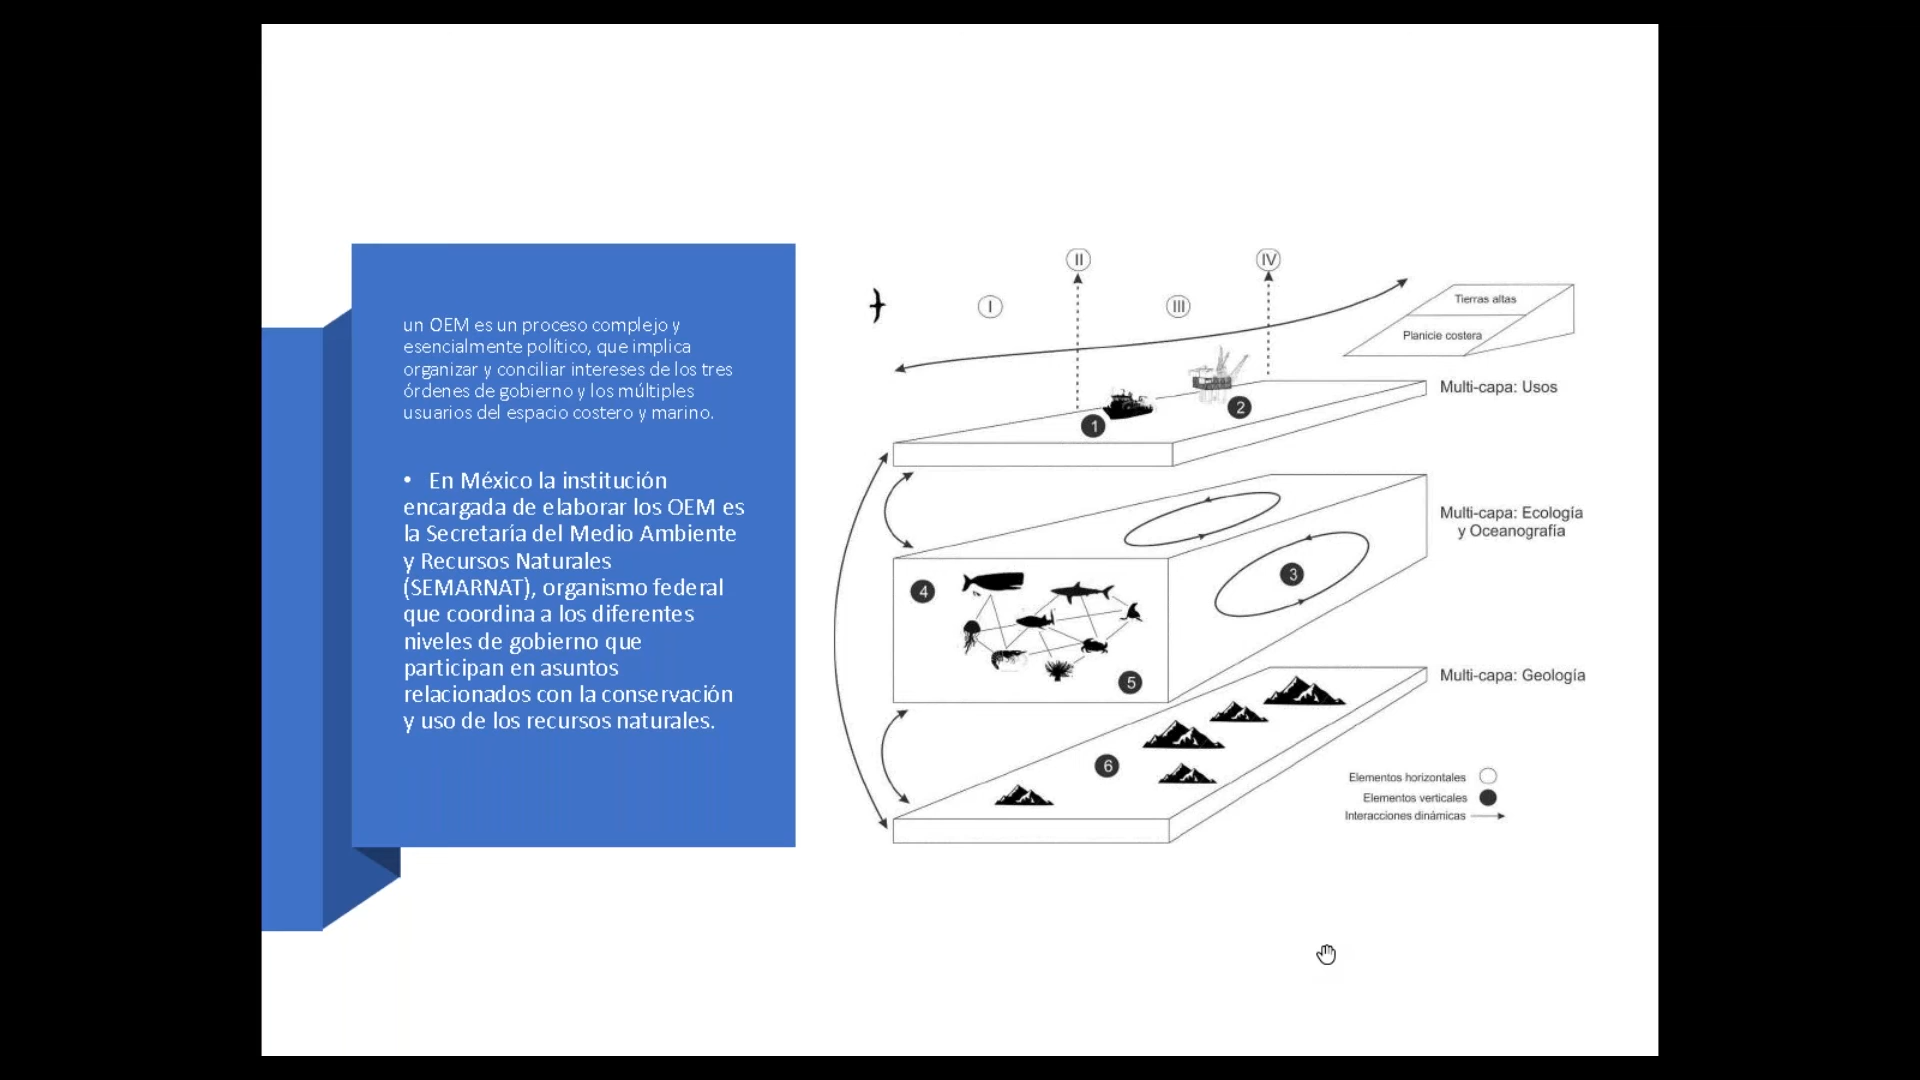 un OEM es un proceso complejo y
esencialmente político, que implica
organizar y conciliar intereses de los tres
órdenes de gobierno y los múltiples
usuarios del espacio costero y marino.
• En México la institución
encargada de elaborar los OEM es
la Secretaría del Medio Ambiente
y Recursos Naturales
(SEMARNAT), organismo federal
que coordina a los diferentes
niveles de gobierno que
participan en asuntos
relacionados con la conservación
y uso de los recursos naturales.
I
II
III
IV
Tierras altas
Planicie costera
Multi-capa: Usos
1
2
Multi-capa: Ecología
y Oceanografía
3
4
5
Multi-capa: Geología
6
Elementos horizontales
Elementos verticales
Interacciones dinámicas